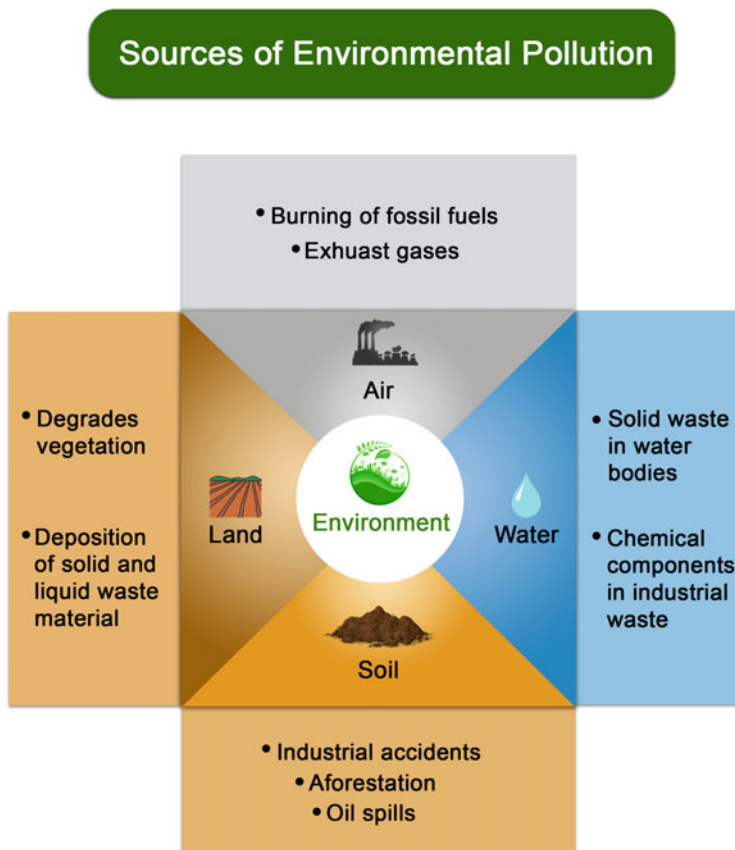 Sources of Environmental Pollution
• Burning of fossil fuels
• Exhuast gases
Air
• Degrades
vegetation
• Deposition
of solid and
liquid waste
material
Land
Environment
Water
• Solid waste
in water
bodies
• Chemical
components
in industrial
waste
Soil
• Industrial accidents
• Aforestation
• Oil spills